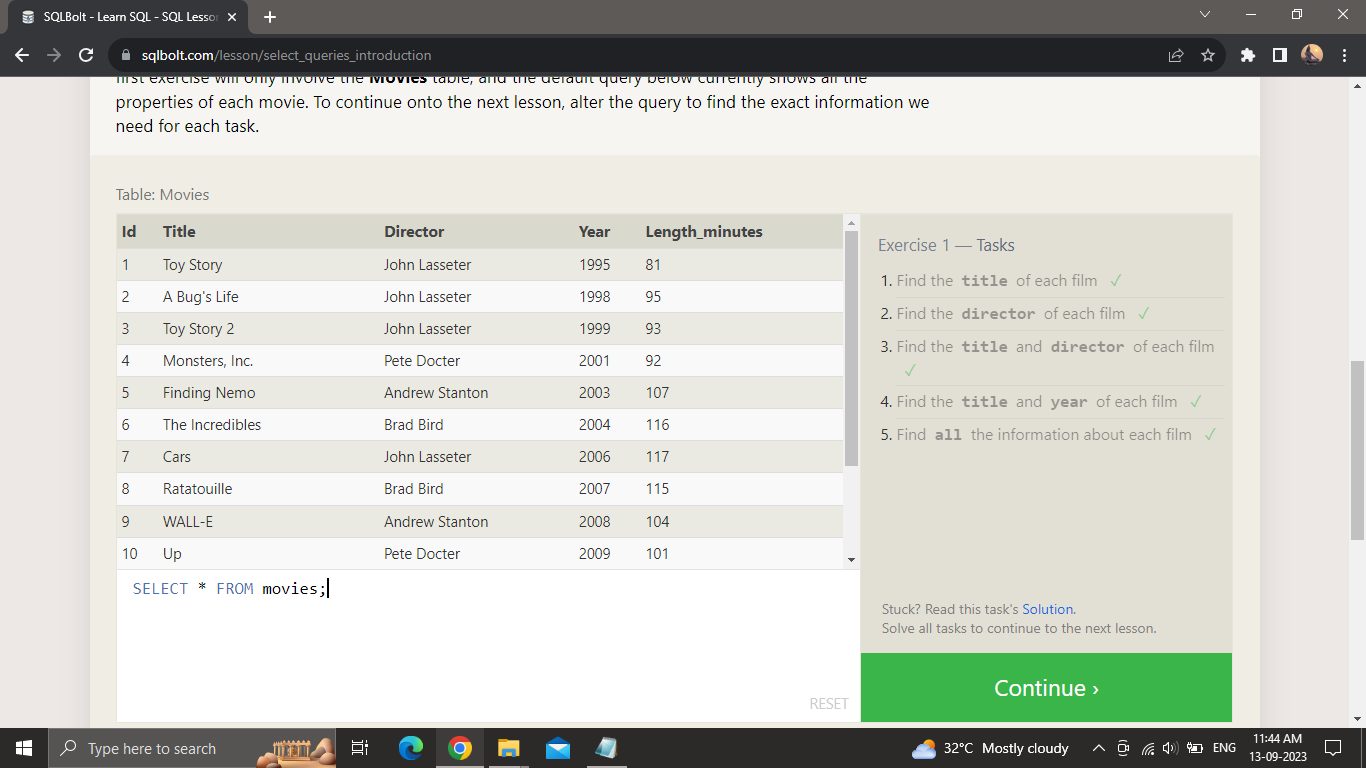 SQLBolt - Learn SQL - SQL Lesson
sqlbolt.com/lesson/select_queries_introduction
first exercise will only involve the Movies table, and the default query below currently shows all the
properties of each movie. To continue onto the next lesson, alter the query to find the exact information we
need for each task.
Table: Movies
Id Title Director Year Length_minutes
1 Toy Story John Lasseter 1995 81
2 A Bug's Life John Lasseter 1998 95
3 Toy Story 2 John Lasseter 1999 93
4 Monsters, Inc. Pete Docter 2001 92
5 Finding Nemo Andrew Stanton 2003 107
6 The Incredibles Brad Bird 2004 116
7 Cars John Lasseter 2006 117
8 Ratatouille Brad Bird 2007 115
9 WALL-E Andrew Stanton 2008 104
10 Up Pete Docter 2009 101
SELECT * FROM movies;
RESET
Exercise 1 — Tasks
1. Find the title of each film ✓
2. Find the director of each film ✓
3. Find the title and director of each film
✓
4. Find the title and year of each film ✓
5. Find all the information about each film ✓
Stuck? Read this task's Solution.
Solve all tasks to continue to the next lesson.
Continue ›
Type here to search
32°C Mostly cloudy
ENG
11:44 AM
13-09-2023